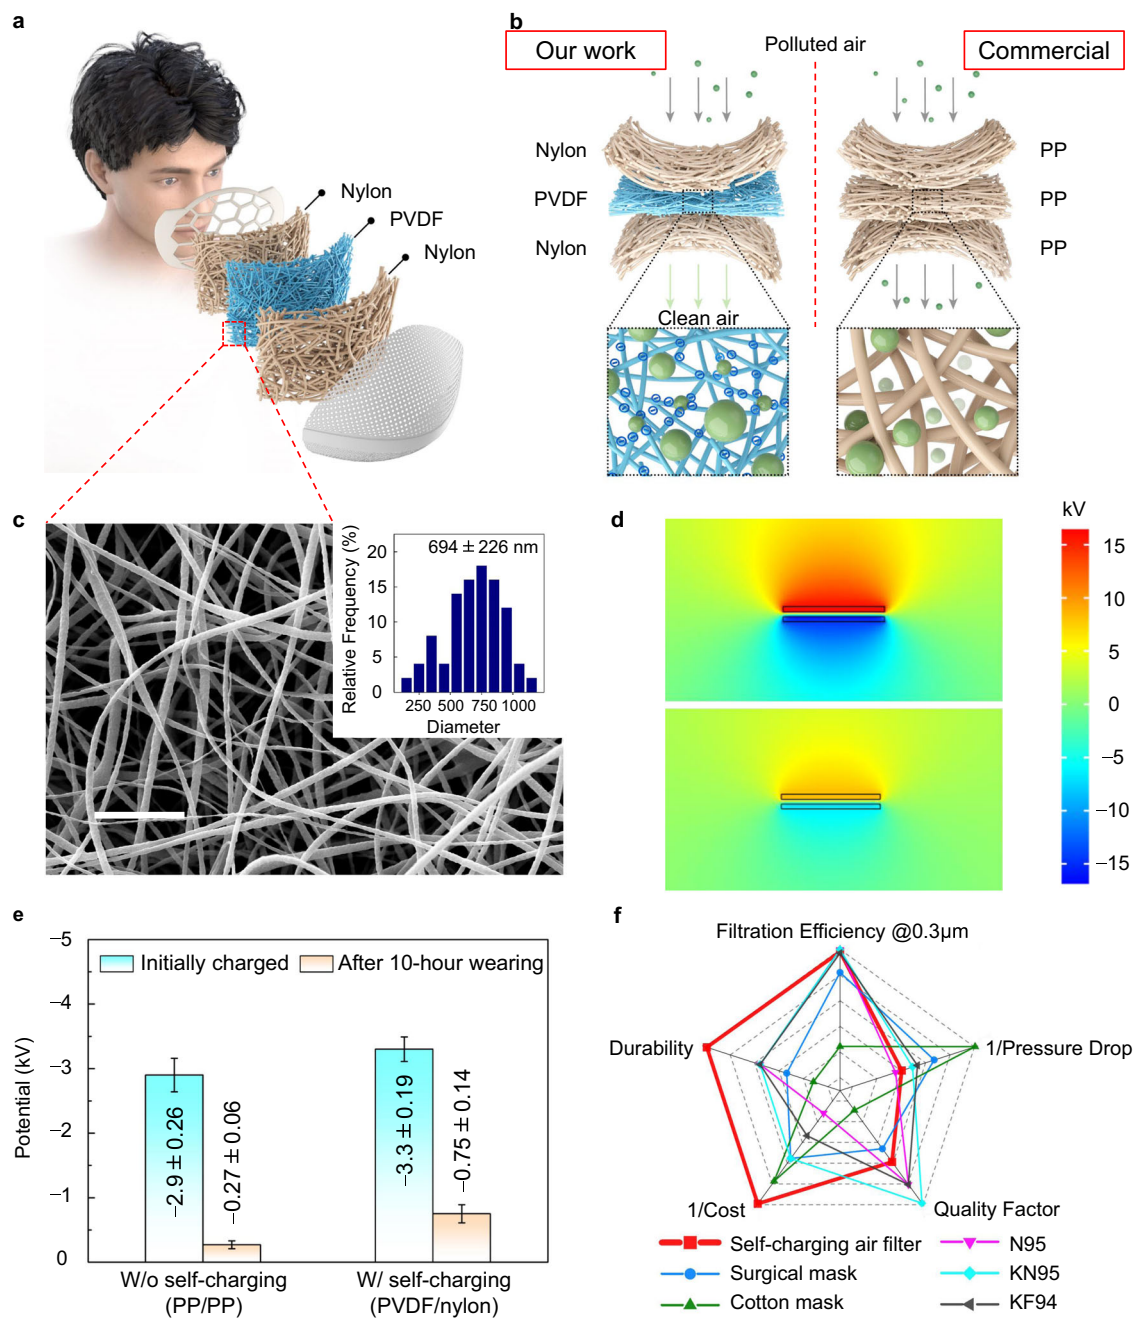 a
Nylon
PVDF
Nylon
b
Our work
Polluted air
Commercial
Nylon
PP
PVDF
PP
Nylon
PP
Clean air
c
Relative Frequency (%)
694 ± 226 nm
20
15
10
5
0
250 500 750 1000
Diameter
d
kV
15
10
5
0
−5
−10
−15
e
Potential (kV)
−5
−4
−3
−2
−1
0
Initially charged
After 10-hour wearing
−2.9 ± 0.26
−0.27 ± 0.06
−3.3 ± 0.19
−0.75 ± 0.14
W/o self-charging
(PP/PP)
W/ self-charging
(PVDF/nylon)
f
Filtration Efficiency @0.3μm
Durability
1/Pressure Drop
1/Cost
Quality Factor
Self-charging air filter
Surgical mask
Cotton mask
N95
KN95
KF94